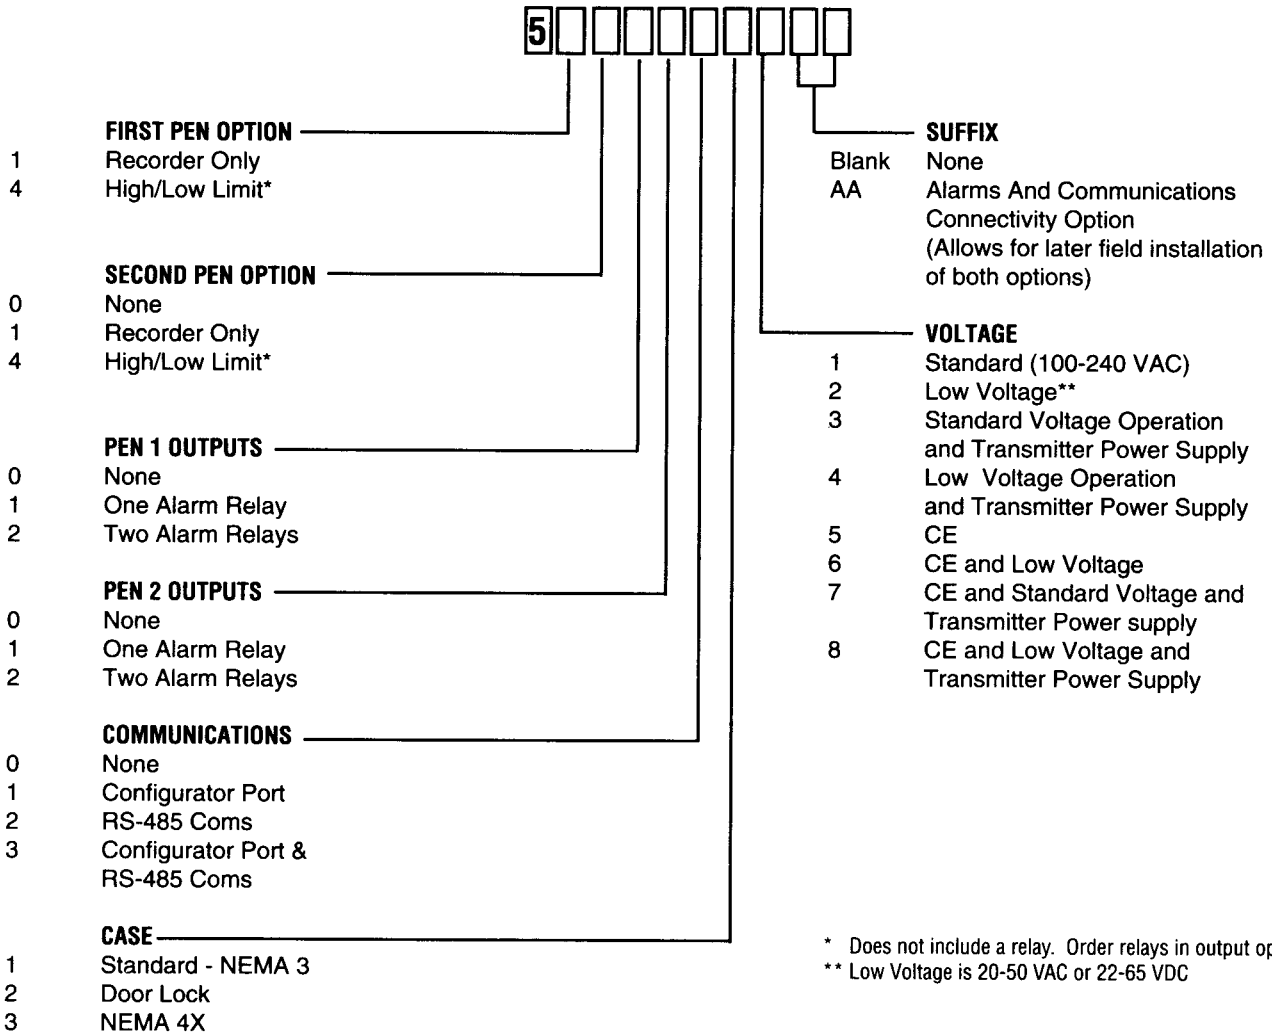 5
FIRST PEN OPTION
1 Recorder Only
4 High/Low Limit*
SECOND PEN OPTION
0 None
1 Recorder Only
4 High/Low Limit*
PEN 1 OUTPUTS
0 None
1 One Alarm Relay
2 Two Alarm Relays
PEN 2 OUTPUTS
0 None
1 One Alarm Relay
2 Two Alarm Relays
COMMUNICATIONS
0 None
1 Configurator Port
2 RS-485 Coms
3 Configurator Port &
RS-485 Coms
CASE
1 Standard - NEMA 3
2 Door Lock
3 NEMA 4X
SUFFIX
Blank None
AA Alarms And Communications
Connectivity Option
(Allows for later field installation
of both options)
VOLTAGE
1 Standard (100-240 VAC)
2 Low Voltage**
3 Standard Voltage Operation
and Transmitter Power Supply
4 Low Voltage Operation
and Transmitter Power Supply
5 CE
6 CE and Low Voltage
7 CE and Standard Voltage and
Transmitter Power supply
8 CE and Low Voltage and
Transmitter Power Supply
* Does not include a relay. Order relays in output
** Low Voltage is 20-50 VAC or 22-65 VDC